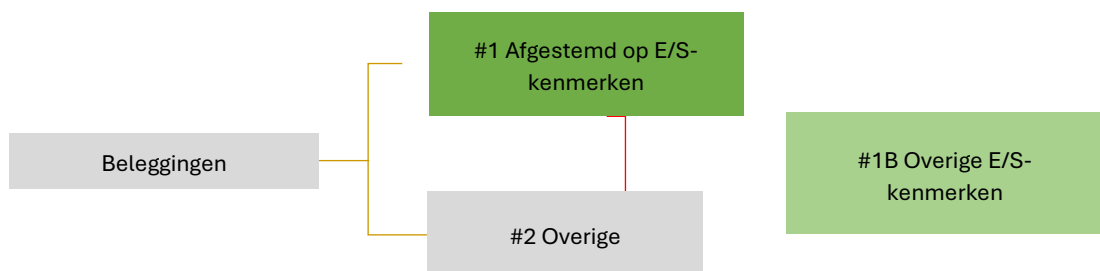 #1 Afgestemd op E/S-
kenmerken
Beleggingen
#1B Overige E/S-
kenmerken
#2 Overige